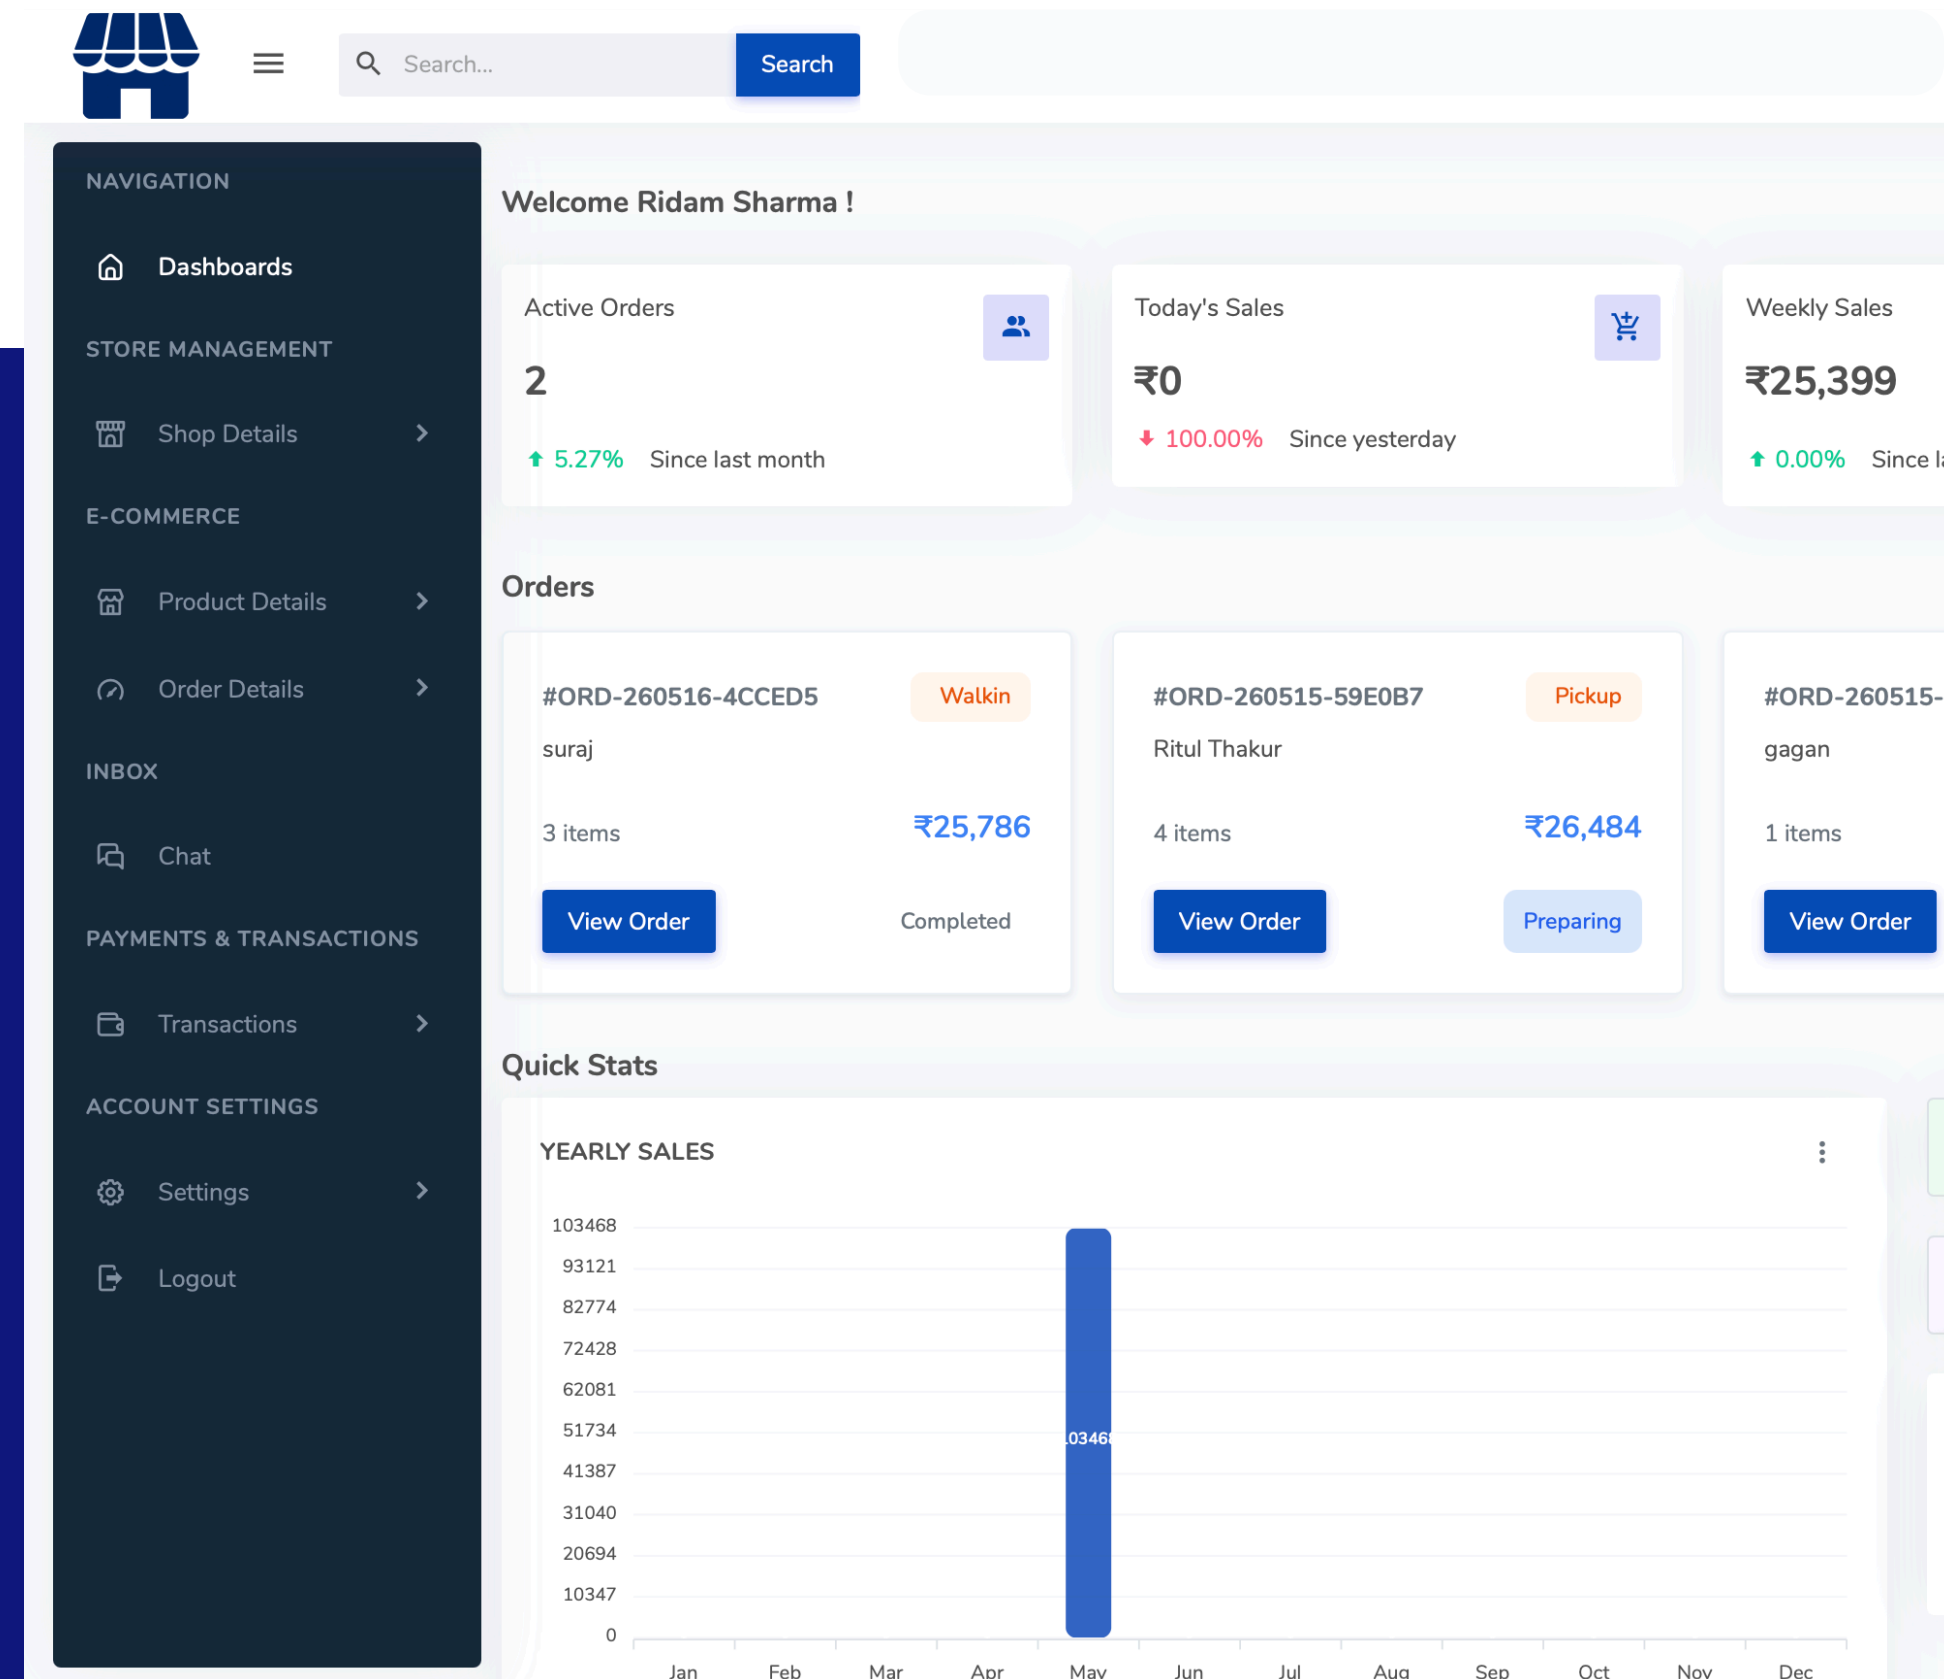 Search...
Search
NAVIGATION
Dashboards
STORE MANAGEMENT
Shop Details
E-COMMERCE
Product Details
Order Details
INBOX
Chat
PAYMENTS & TRANSACTIONS
Transactions
ACCOUNT SETTINGS
Settings
Logout
Welcome Ridam Sharma !
Active Orders
2
5.27% Since last month
Today's Sales
₹0
100.00% Since yesterday
Weekly Sales
₹25,399
0.00% Since
Orders
#ORD-260516-4CCED5 Walkin
suraj
3 items ₹25,786
View Order Completed
#ORD-260515-59E0B7 Pickup
Ritul Thakur
4 items ₹26,484
View Order Preparing
#ORD-260515-
gagan
1 items
View Order
Quick Stats
YEARLY SALES
103468
93121
82774
72428
62081
51734
41387
31040
20694
10347
0
103468
Jan Feb Mar Apr May Jun Jul Aug Sep Oct Nov Dec